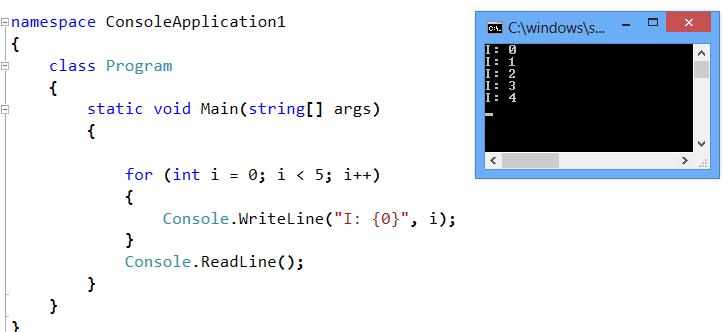 namespace ConsoleApplication1
{
    class Program
    {
        static void Main(string[] args)
        {
            for (int i = 0; i < 5; i++)
            {
                Console.WriteLine("I: {0}", i);
            }
            Console.ReadLine();
        }
    }
}
C:\windows\s...
I: 0
I: 1
I: 2
I: 3
I: 4